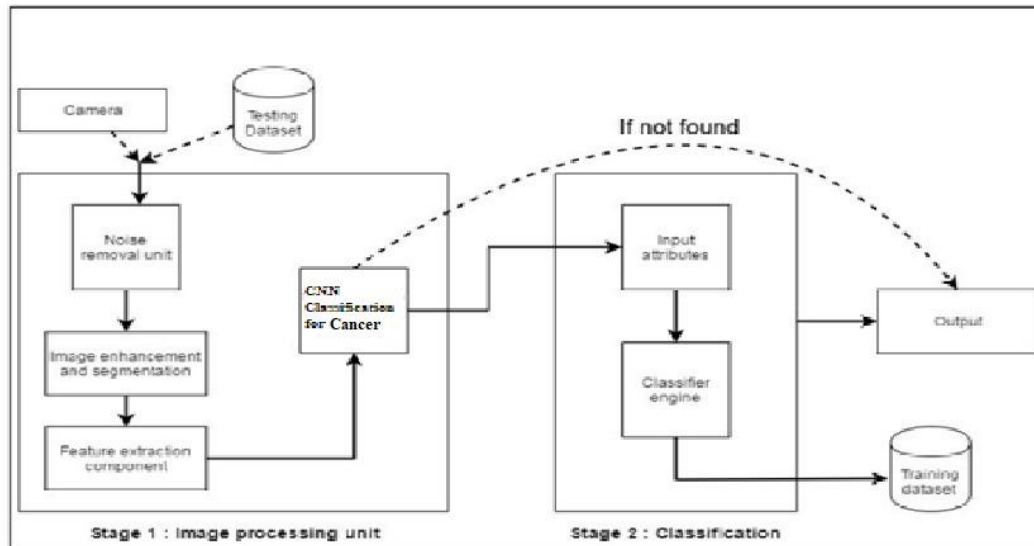 Camera
Testing
Dataset
If not found
Noise
removal unit
Input
attributes
CNN
Classification
for Cancer
Output
Image enhancement
and segmentation
Classifier
engine
Feature extraction
component
Training
dataset
Stage 1 : Image processing unit
Stage 2 : Classification